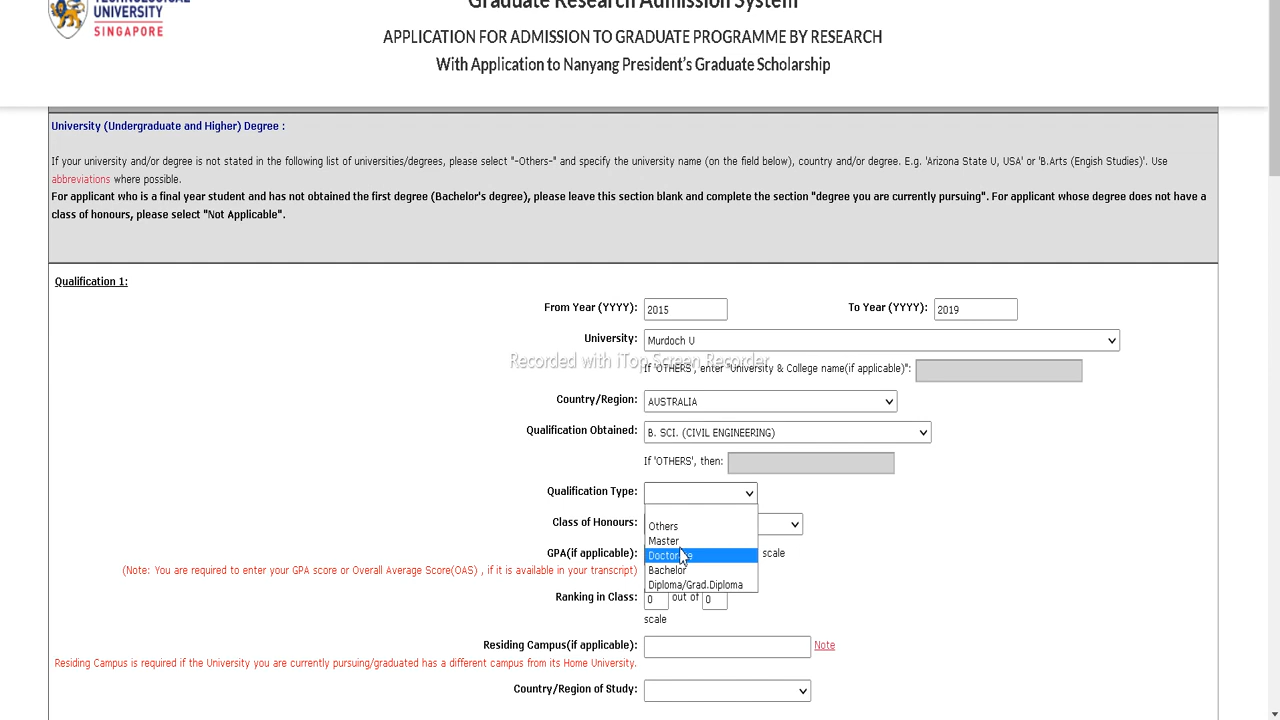 TECHNOLOGICAL
UNIVERSITY
SINGAPORE
Graduate Research Admission System
APPLICATION FOR ADMISSION TO GRADUATE PROGRAMME BY RESEARCH
With Application to Nanyang President's Graduate Scholarship
University (Undergraduate and Higher) Degree :
If your university and/or degree is not stated in the following list of universities/degrees, please select "-Others-" and specify the university name (on the field below), country and/or degree. E.g. 'Arizona State U, USA' or 'B.Arts (Engish Studies)'. Use
abbreviations where possible.
For applicant who is a final year student and has not obtained the first degree (Bachelor's degree), please leave this section blank and complete the section "degree you are currently pursuing". For applicant whose degree does not have a
class of honours, please select "Not Applicable".
Qualification 1:
From Year (YYYY): 2015 To Year (YYYY): 2019
University: Murdoch U
Recorded with iTop Screen Recorder
If 'OTHERS', enter "University & College name(if applicable)":
Country/Region: AUSTRALIA
Qualification Obtained: B. SCI. (CIVIL ENGINEERING)
If 'OTHERS', then:
Qualification Type:
Class of Honours: Others
Master
GPA(if applicable): Doctorate scale
(Note: You are required to enter your GPA score or Overall Average Score(OAS) , if it is available in your transcript) Bachelor
Diploma/Grad.Diploma
Ranking in Class: 0 out of 0
scale
Residing Campus(if applicable): Note
Residing Campus is required if the University you are currently pursuing/graduated has a different campus from its Home University.
Country/Region of Study: